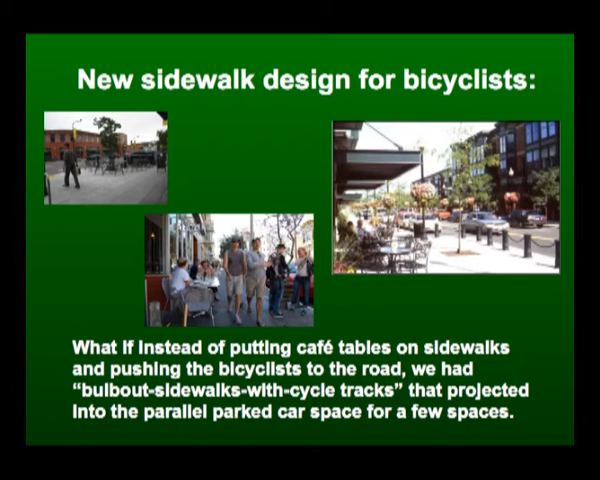 New sidewalk design for bicyclists:
What if instead of putting café tables on sidewalks
and pushing the bicyclists to the road, we had
“bulbout-sidewalks-with-cycle tracks” that projected
into the parallel parked car space for a few spaces.